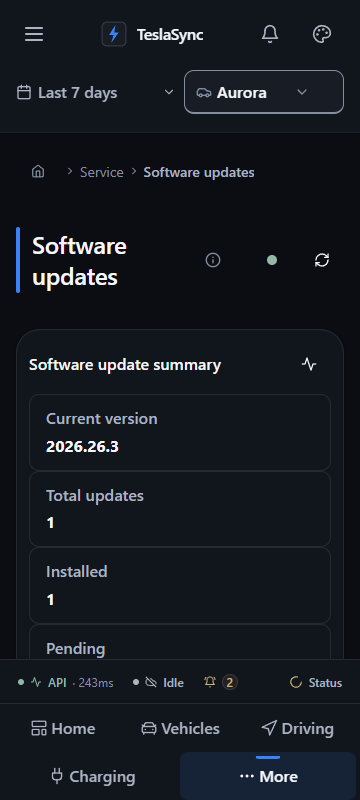 TeslaSync
Last 7 days
Aurora
Service
Software updates
Software
updates
Software update summary
Current version
2026.26.3
Total updates
1
Installed
1
Pending
API · 243ms
Idle
2
Status
Home
Vehicles
Driving
Charging
More